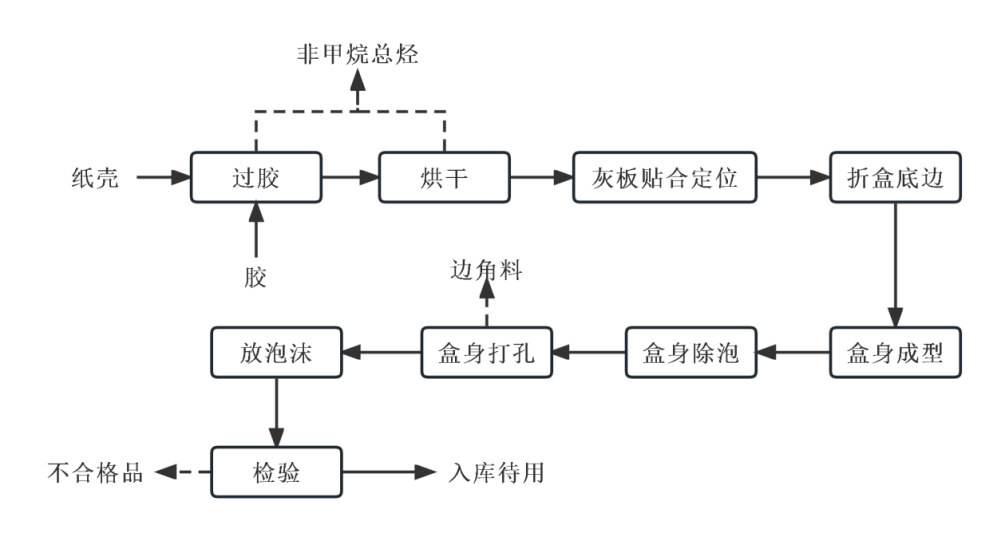 非甲烷总烃
纸壳
过胶
烘干
灰板贴合定位
折盒底边
胶
边角料
放泡沫
盒身打孔
盒身除泡
盒身成型
不合格品
检验
入库待用